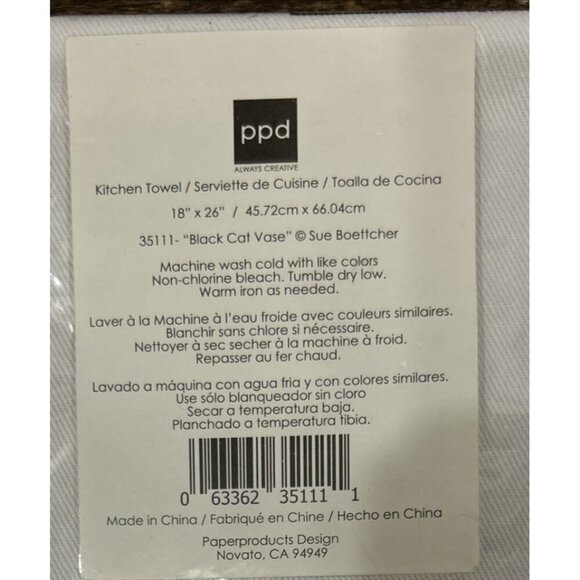 ppd
ALWAYS CREATIVE
Kitchen Towel / Serviette de Cuisine / Toalla de Cocina
18" x 26" / 45.72cm x 66.04cm
35111- “Black Cat Vase” © Sue Boettcher
Machine wash cold with like colors
Non-chlorine bleach. Tumble dry low.
Warm iron as needed.
Laver à la Machine à l'eau froide avec couleurs similaires.
Blanchir sans chlore si nécessaire.
Nettoyer à sec secher à la machine à froid.
Repasser au fer chaud.
Lavado a máquina con agua fria y con colores similares.
Use sólo blanqueador sin cloro
Secar a temperatura baja.
Planchado a temperatura tibia.
0 63362 35111 1
Made in China / Fabriqué en Chine / Hecho en China
Paperproducts Design
Novato, CA 94949